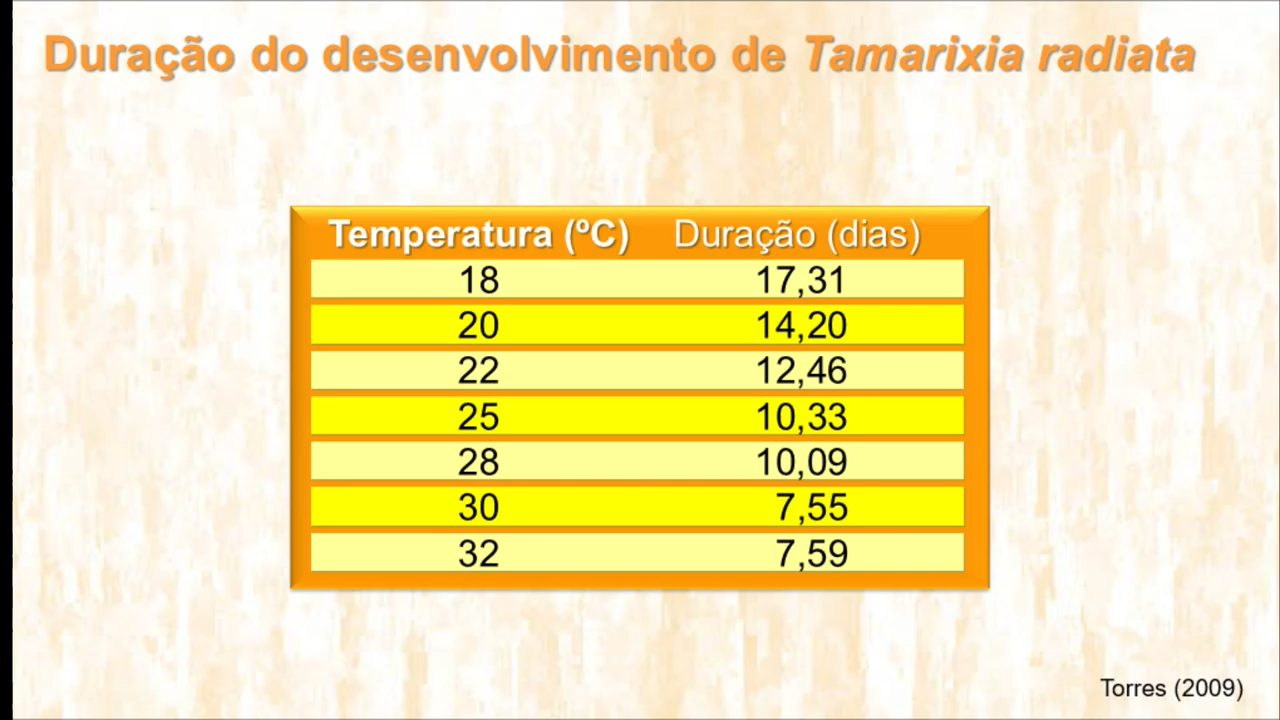 Duração do desenvolvimento de Tamarixia radiata
Temperatura (ºC) Duração (dias)
18 17,31
20 14,20
22 12,46
25 10,33
28 10,09
30 7,55
32 7,59
Torres (2009)